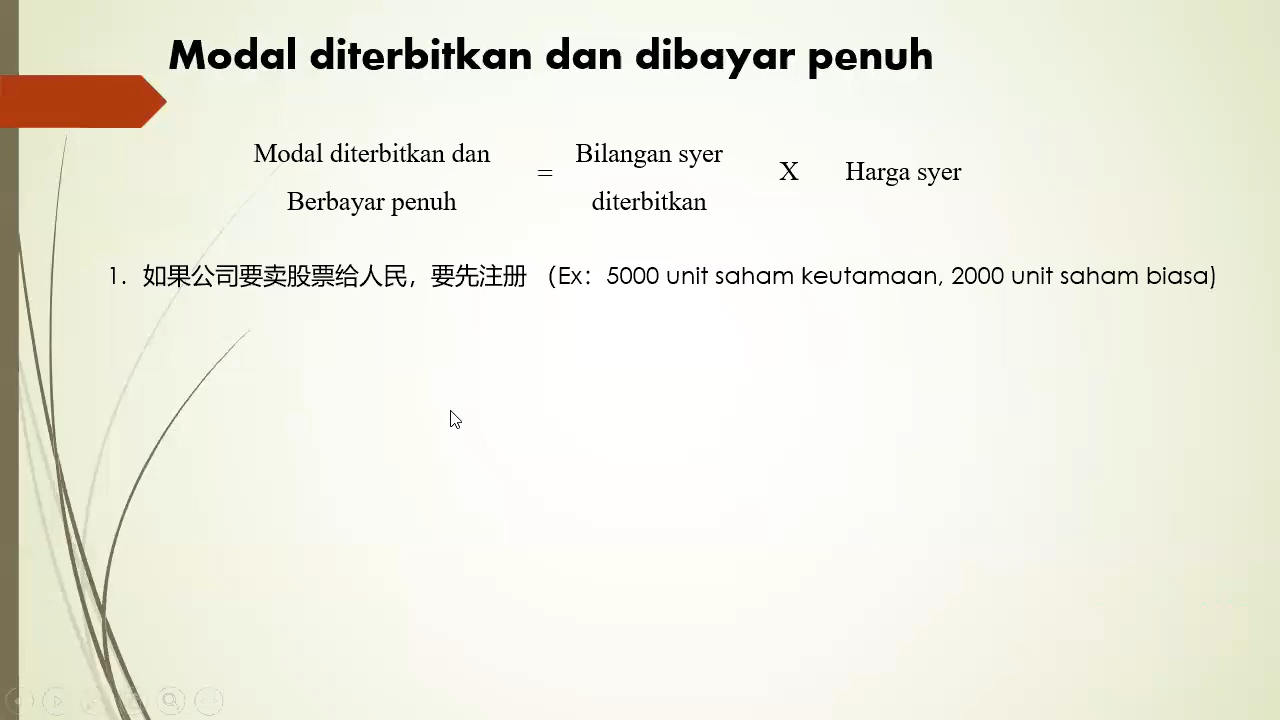 Modal diterbitkan dan dibayar penuh
Modal diterbitkan dan
Berbayar penuh
=
Bilangan syer
diterbitkan
X
Harga syer
1. 如果公司要卖股票给人民，要先注册 （Ex：5000 unit saham keutamaan, 2000 unit saham biasa)